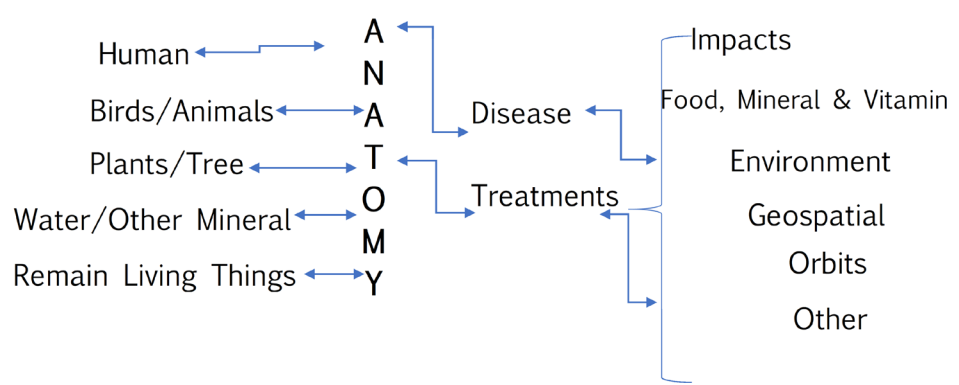 Human
Birds/Animals
Plants/Tree
Water/Other Mineral
Remain Living Things
A
N
A
T
O
M
Y
Disease
Treatments
Impacts
Food, Mineral & Vitamin
Environment
Geospatial
Orbits
Other